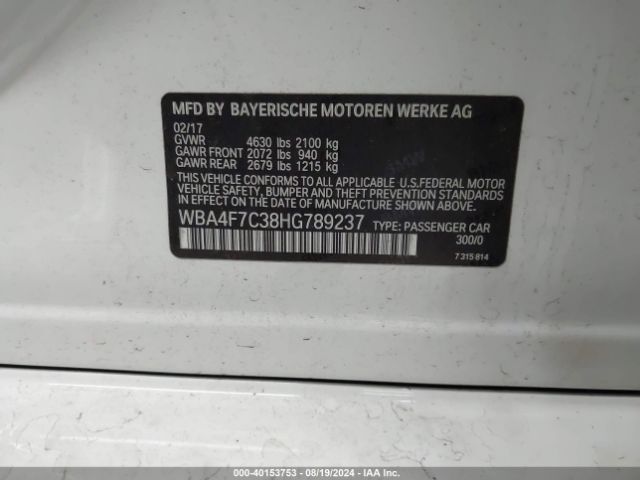 MFD BY BAYERISCHE MOTOREN WERKE AG
02/17
GVWR 4630 lbs 2100 kg
GAWR FRONT 2072 lbs 940 kg
GAWR REAR 2679 lbs 1215 kg
THIS VEHICLE CONFORMS TO ALL APPLICABLE U.S.FEDERAL MOTOR
VEHICLE SAFETY, BUMPER AND THEFT PREVENTION STANDARDS
IN EFFECT ON THE DATE OF MANUFACTURE SHOWN ABOVE.
WBA4F7C38HG789237 TYPE: PASSENGER CAR
300/0
7 315 814
000-40153753 - 08/19/2024 - IAA Inc.